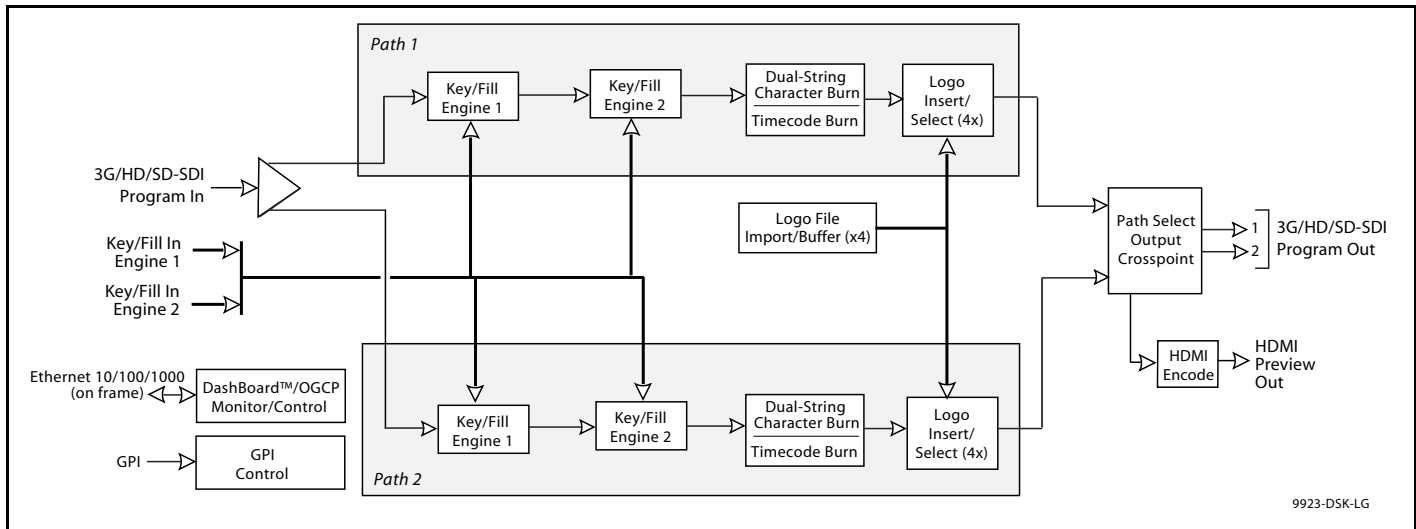 Path 1
Key/Fill
Engine 1
Key/Fill
Engine 2
Dual-String
Character Burn
Timecode Burn
Logo
Insert/
Select (4x)
3G/HD/SD-SDI
Program In
Key/Fill In
Engine 1
Key/Fill In
Engine 2
Logo File
Import/Buffer (x4)
Path Select
Output
Crosspoint
1
2
3G/HD/SD-SDI
Program Out
HDMI
Encode
HDMI
Preview
Out
Ethernet 10/100/1000
(on frame)
DashBoard™/OGCP
Monitor/Control
GPI
GPI
Control
Key/Fill
Engine 1
Key/Fill
Engine 2
Dual-String
Character Burn
Timecode Burn
Logo
Insert/
Select (4x)
Path 2
9923-DSK-LG